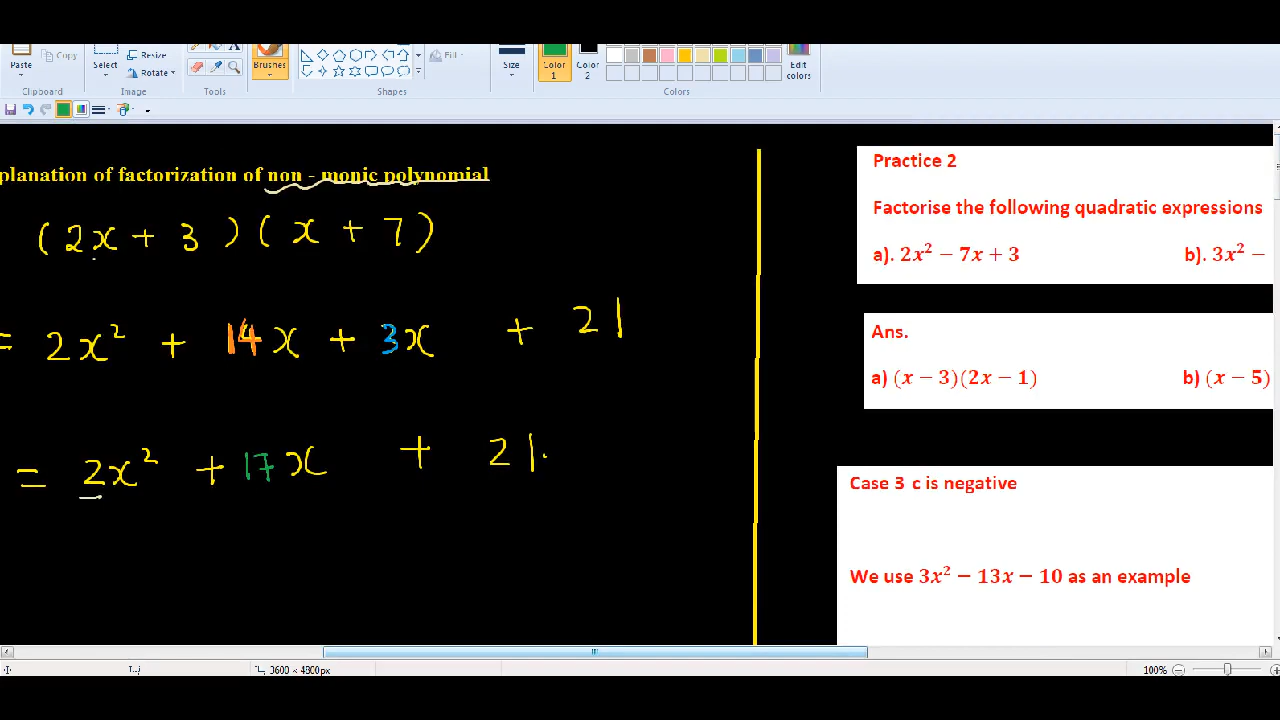 Paste
Copy
Select
Resize
Rotate
Brushes
Fill
Size
Color 1
Color 2
Edit colors
Clipboard
Image
Tools
Shapes
Colors
planation of factorization of non - monic polynomial
(2x + 3)(x + 7)
= 2x² + 14x + 3x + 21
= 2x² + 17x + 21.
Practice 2
Factorise the following quadratic expressions
a). 2x² − 7x + 3 b). 3x² −
Ans.
a) (x − 3)(2x − 1) b) (x − 5)
Case 3 c is negative
We use 3x² − 13x − 10 as an example
3600 × 4800px
100%